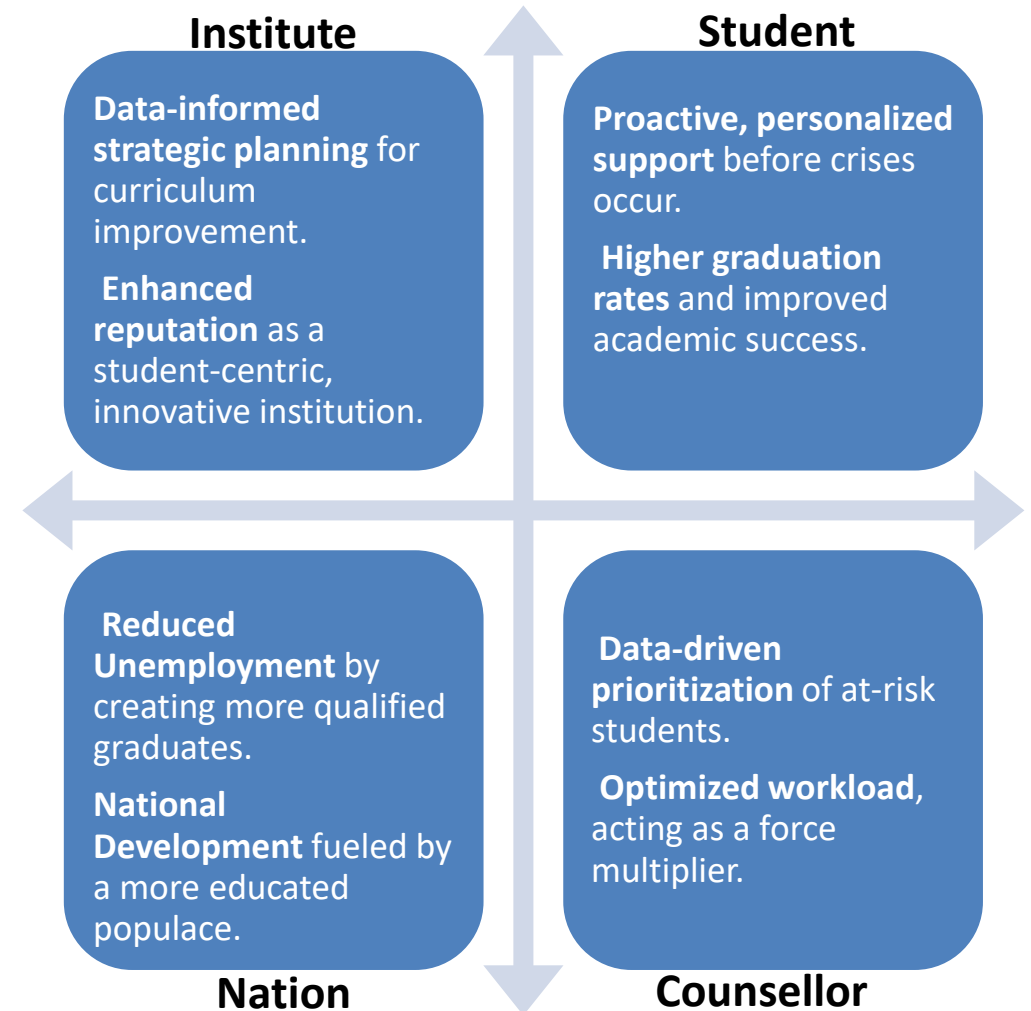 Institute
Data-informed
strategic planning for
curriculum
improvement.
Enhanced
reputation as a
student-centric,
innovative institution.
Student
Proactive, personalized
support before crises
occur.
Higher graduation
rates and improved
academic success.
Reduced
Unemployment by
creating more qualified
graduates.
National
Development fueled by
a more educated
populace.
Nation
Data-driven
prioritization of at-risk
students.
Optimized workload,
acting as a force
multiplier.
Counsellor